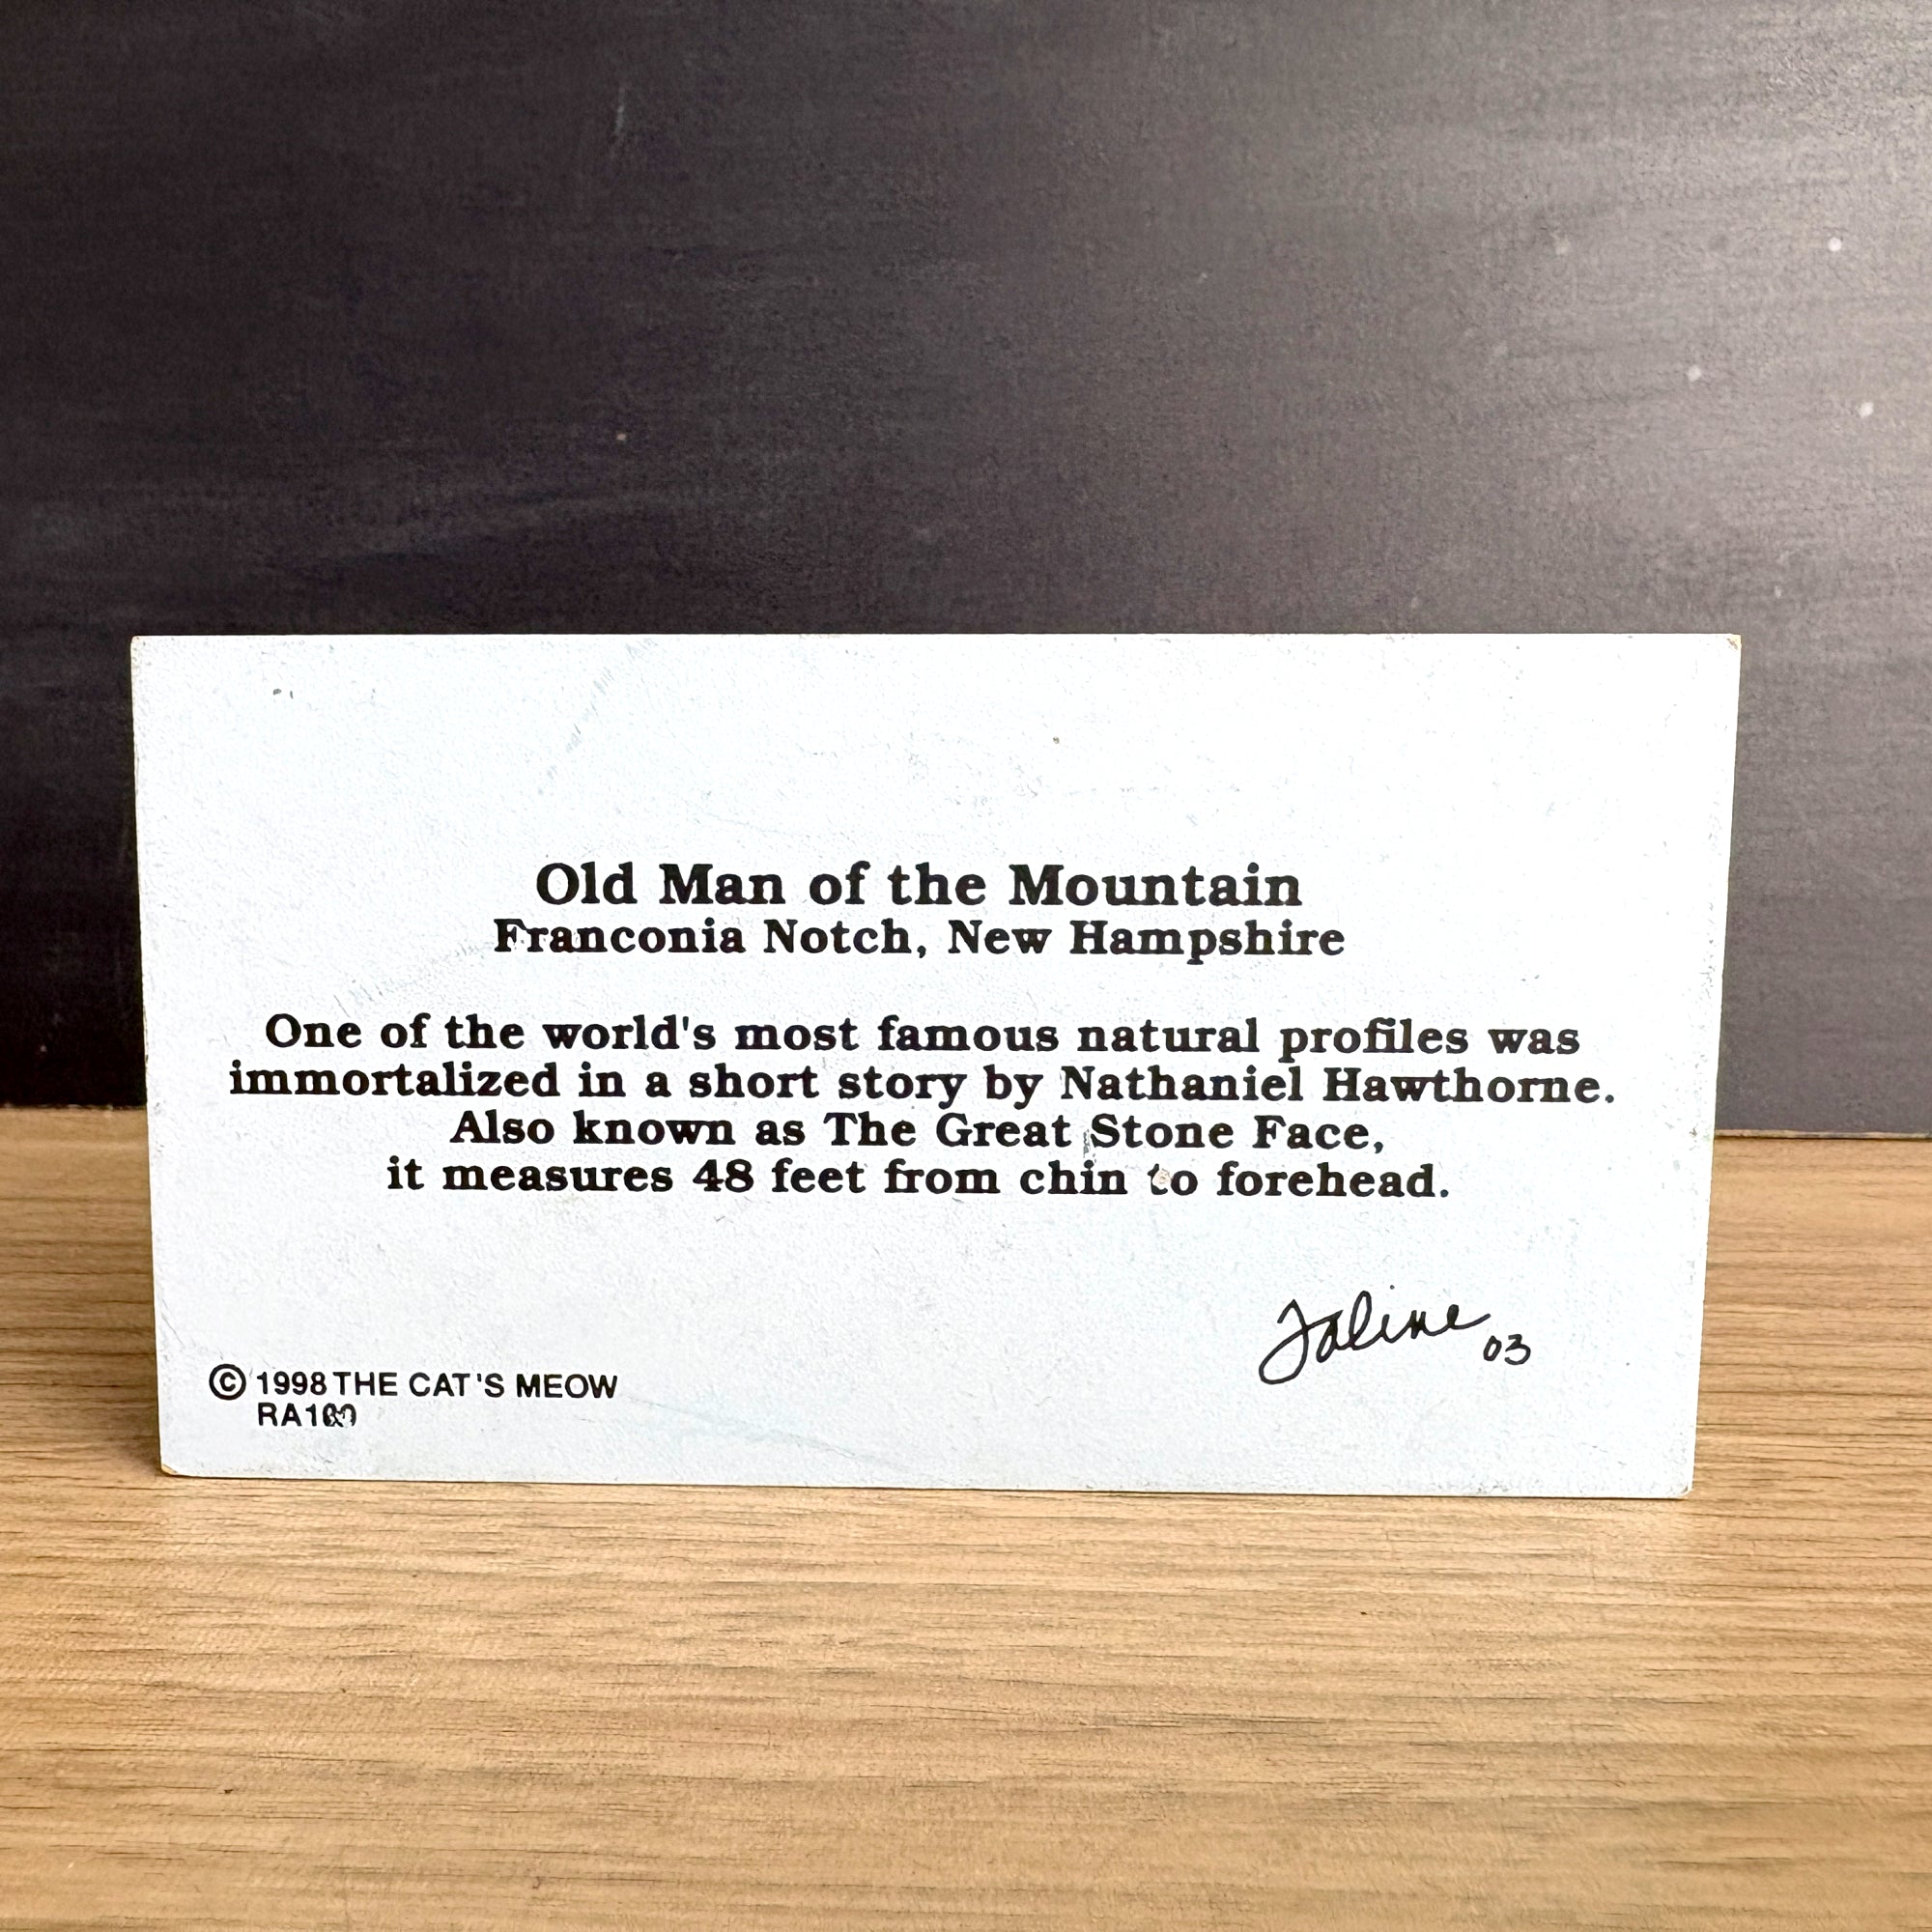 Old Man of the Mountain
Franconia Notch, New Hampshire
One of the world's most famous natural profiles was
immortalized in a short story by Nathaniel Hawthorne.
Also known as The Great Stone Face,
it measures 48 feet from chin to forehead.
Faline 03
© 1998 THE CAT'S MEOW